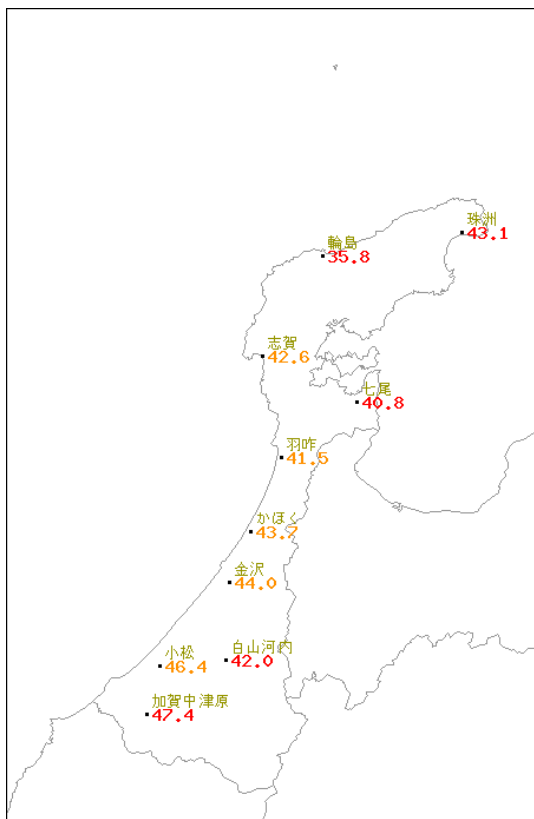 珠洲
43.1
輪島
35.8
志賀
42.6
七尾
40.8
羽咋
41.5
かほく
43.7
金沢
44.0
白山河内
42.0
小松
46.4
加賀中津原
47.4